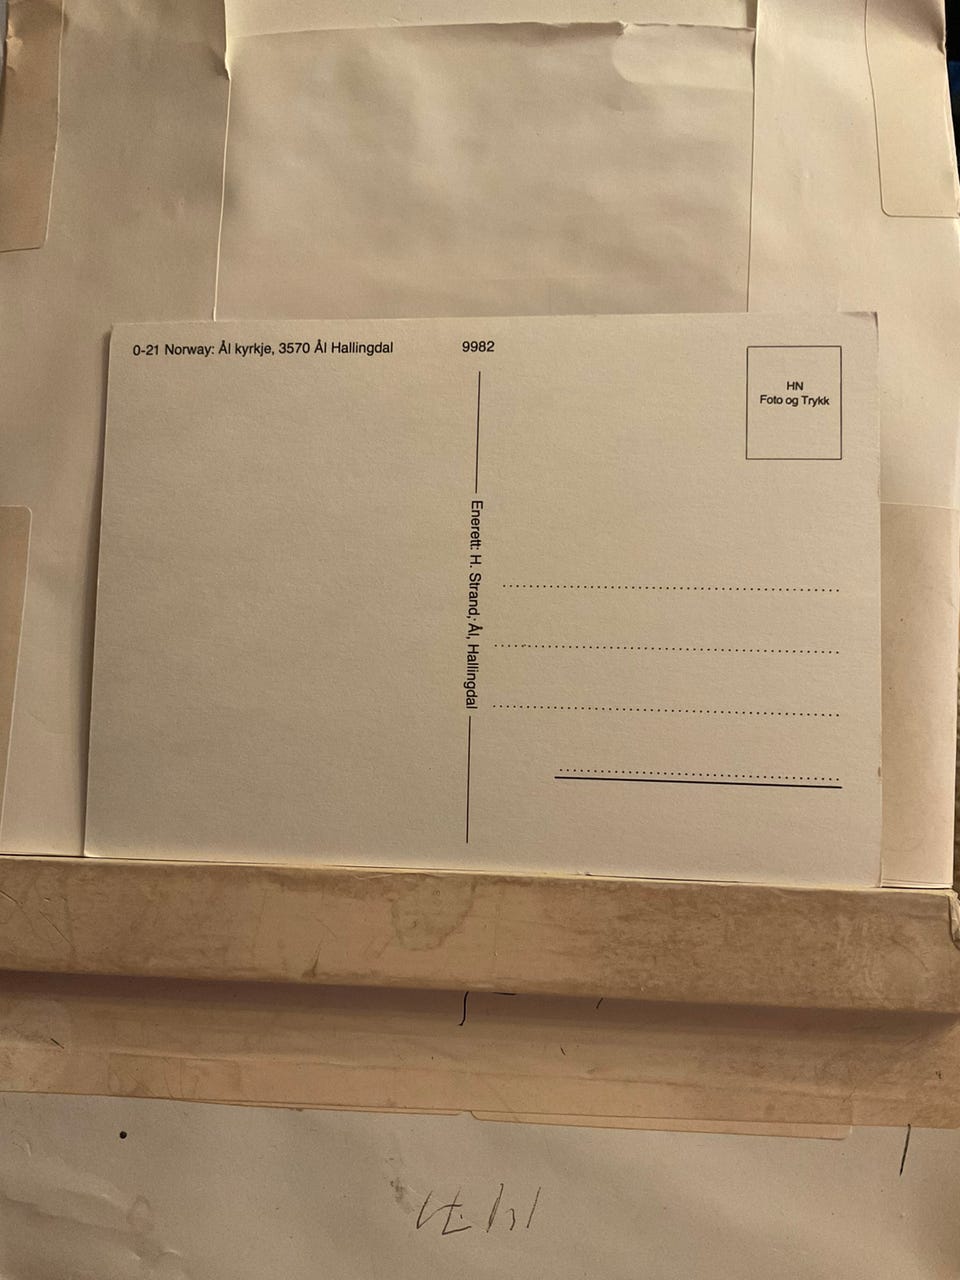 0-21 Norway: Ål kyrkje, 3570 Ål Hallingdal
9982
HN
Foto og Trykk
Enerett: H. Strand, Ål, Hallingdal